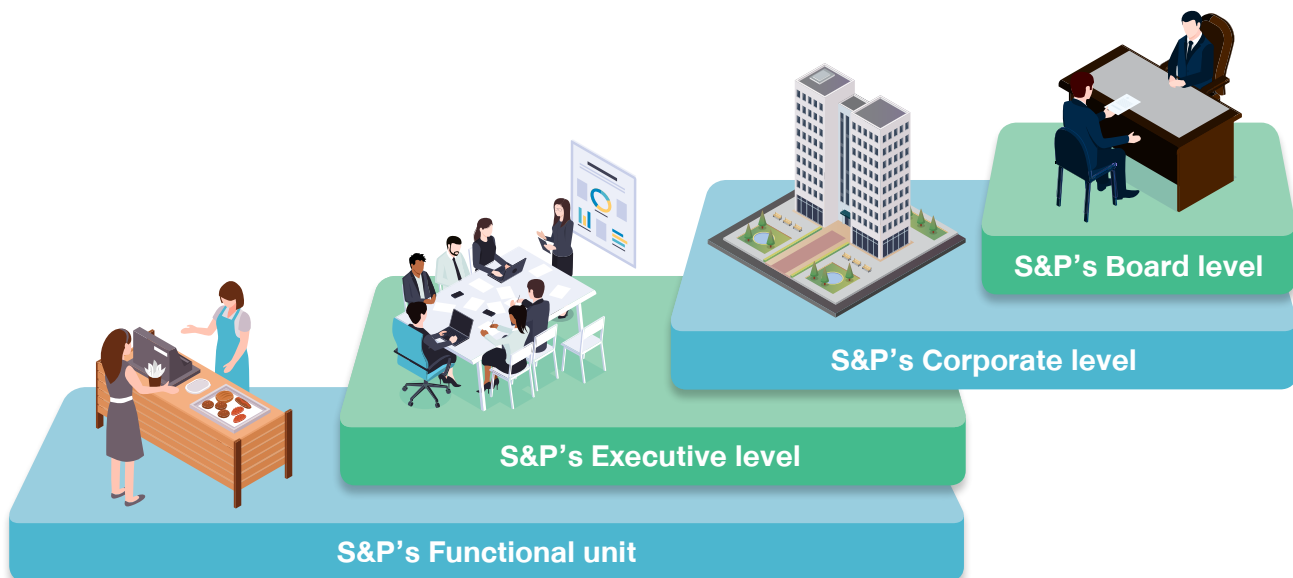 S&P’s Board level
S&P’s Corporate level
S&P’s Executive level
S&P’s Functional unit